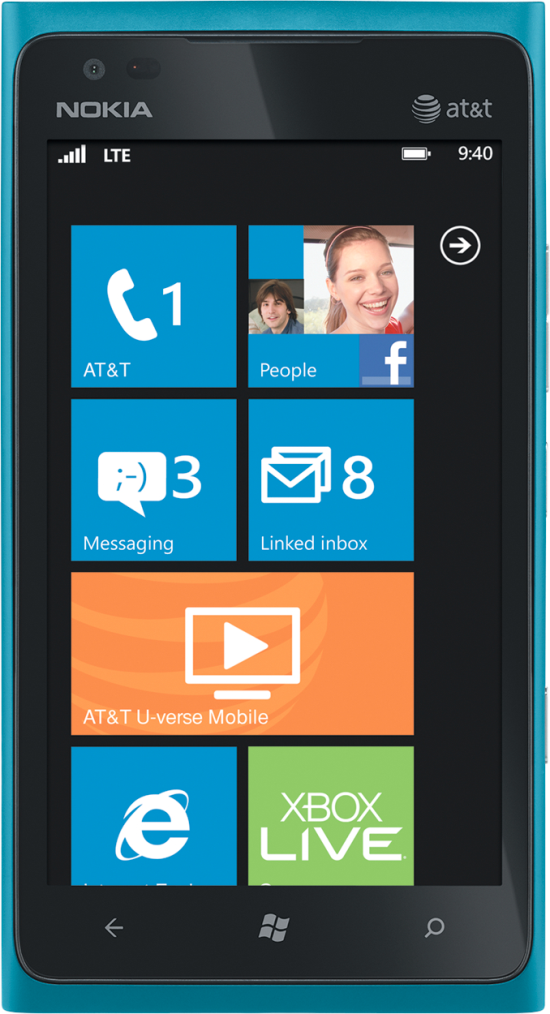 NOKIA
at&t
LTE
9:40
1
AT&T
People
f
;-)
3
Messaging
8
Linked inbox
AT&T U-verse Mobile
XBOX
LIVE